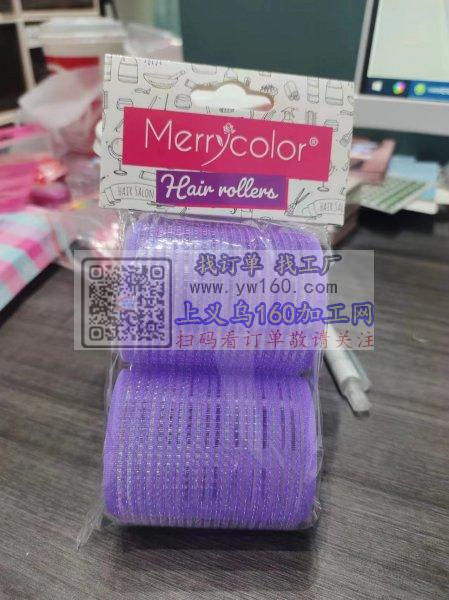 Merrycolor®
Hair rollers
HAIR SALON
找订单 找工厂
www.yw160.com
上义乌160加工网
扫码看订单敬请关注